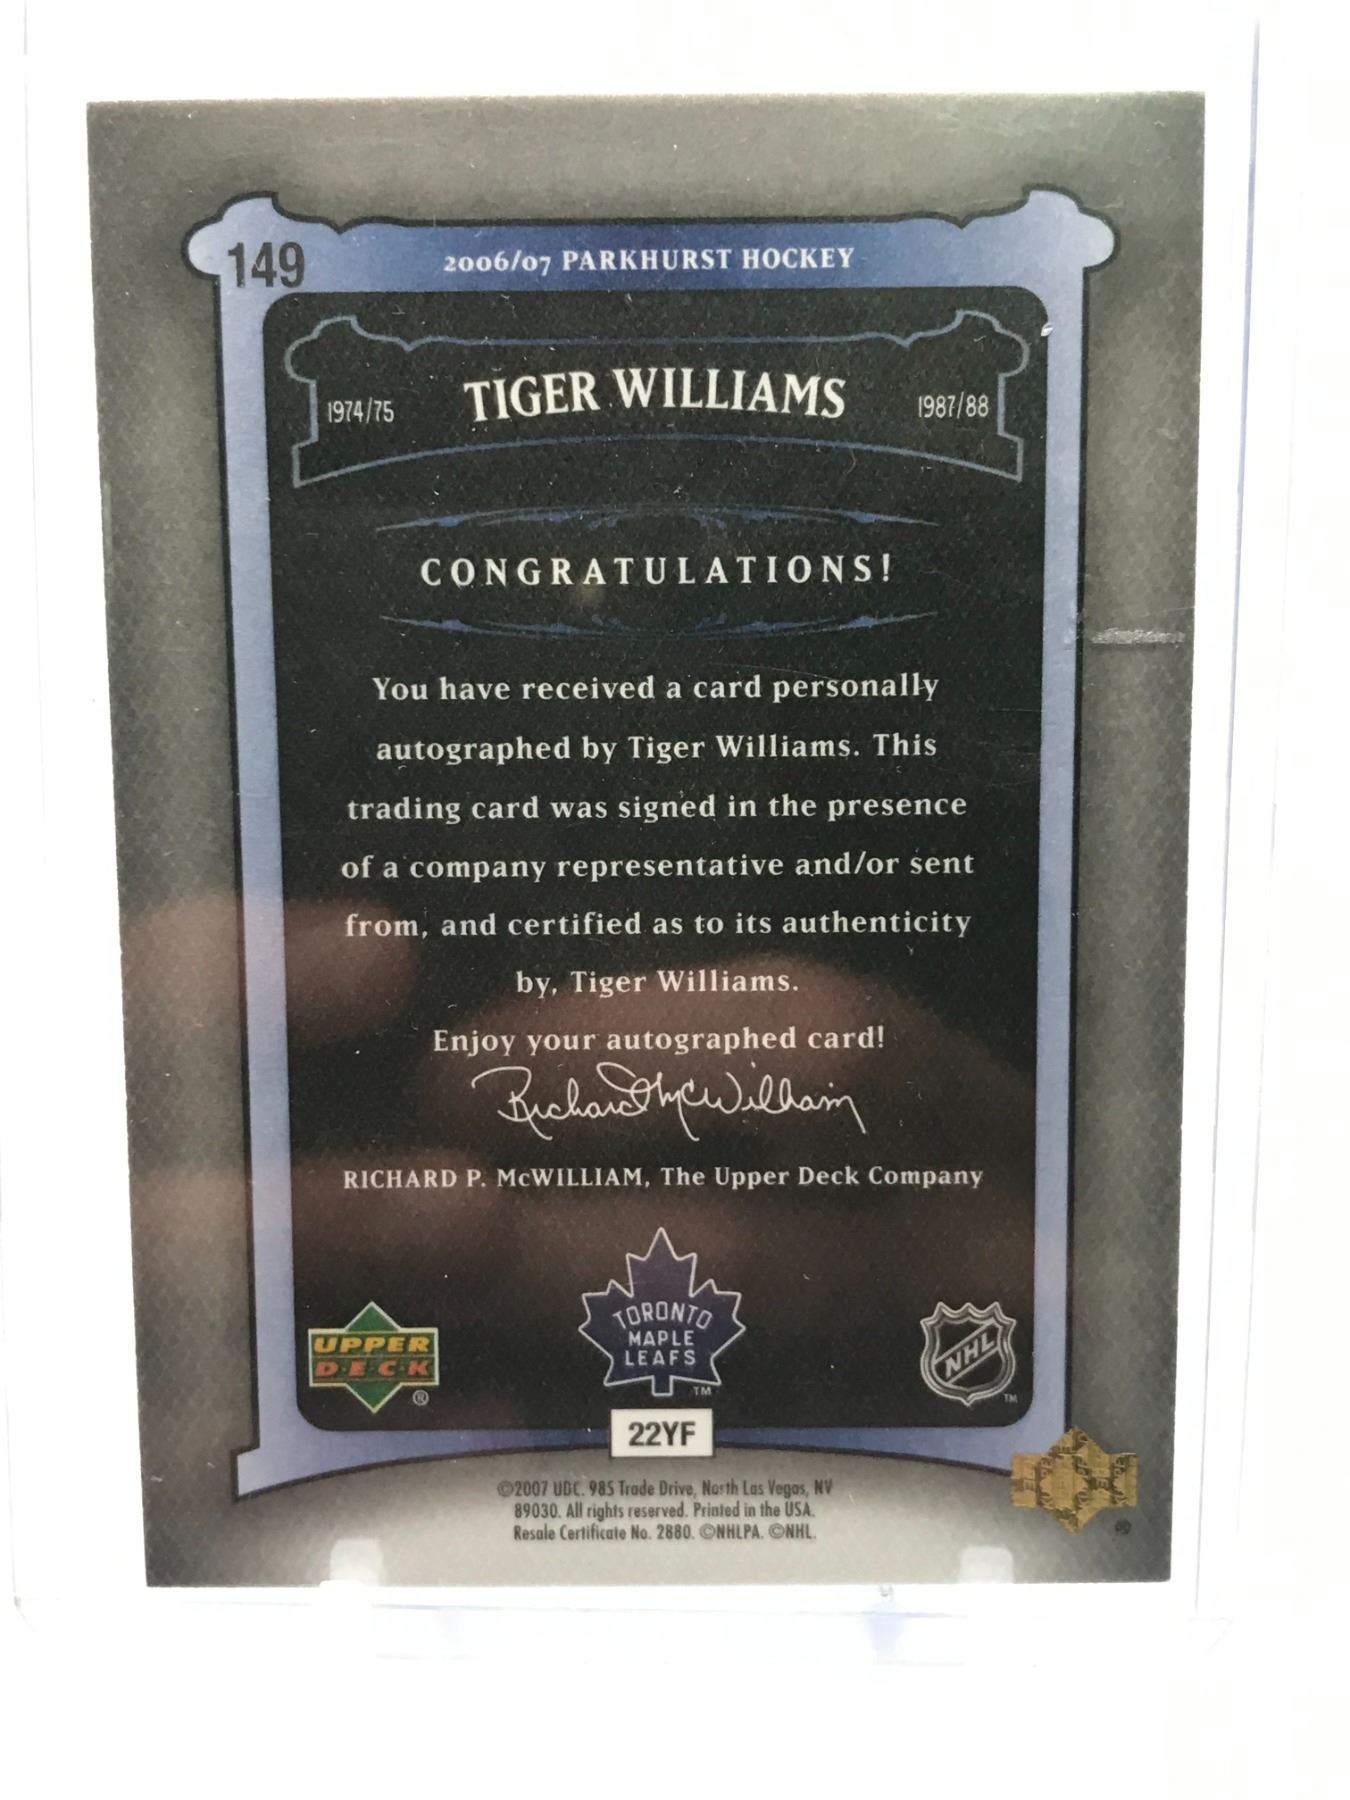 149
2006/07 PARKHURST HOCKEY
1974/75
TIGER WILLIAMS
1987/88
CONGRATULATIONS!
You have received a card personally
autographed by Tiger Williams. This
trading card was signed in the presence
of a company representative and/or sent
from, and certified as to its authenticity
by, Tiger Williams.
Enjoy your autographed card!
Richard McWilliam
RICHARD P. McWILLIAM, The Upper Deck Company
UPPER
D·E·C·K
®
TORONTO
MAPLE
LEAFS
TM
NHL
TM
22YF
©2007 UDC. 985 Trade Drive, North Las Vegas, NV
89030. All rights reserved. Printed in the USA.
Resale Certificate No. 2880. ©NHLPA. ©NHL.